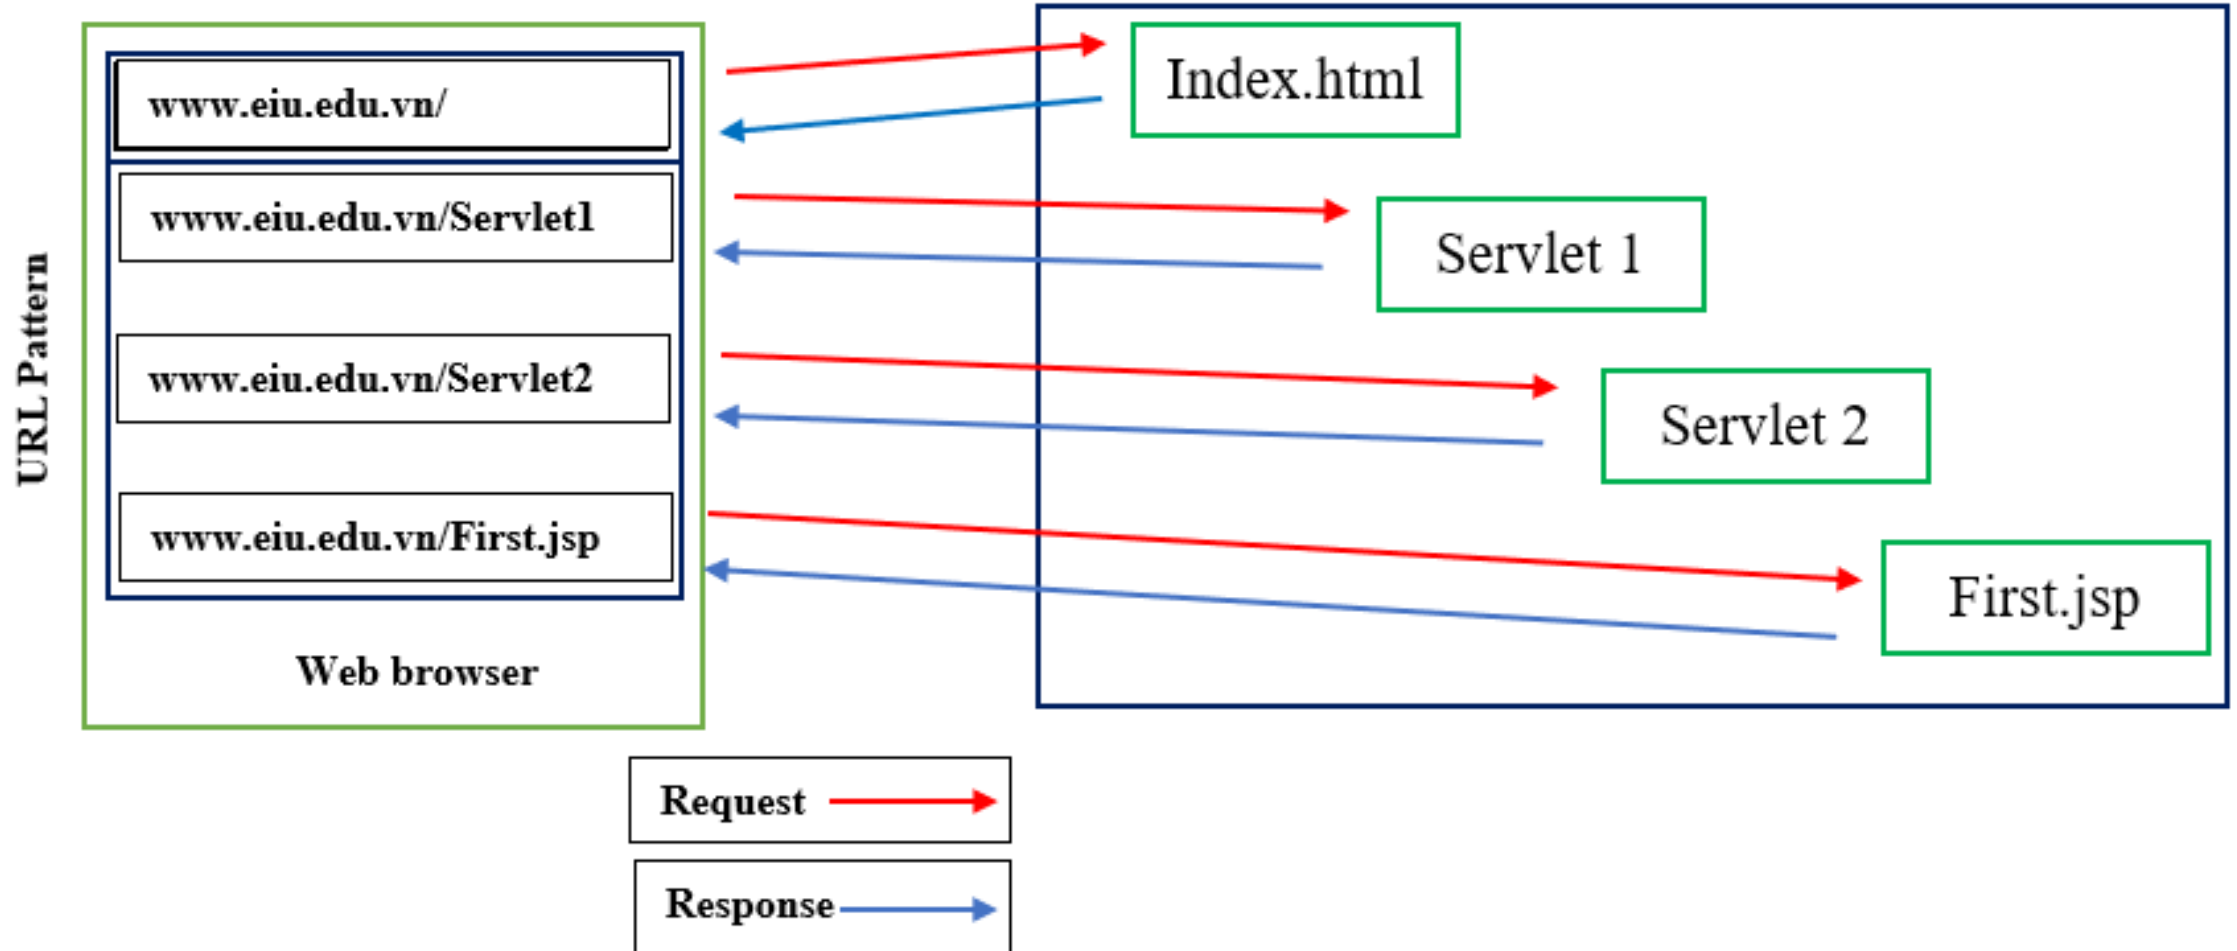 www.eiu.edu.vn/
Index.html
www.eiu.edu.vn/Servlet1
Servlet 1
URL Pattern
www.eiu.edu.vn/Servlet2
Servlet 2
www.eiu.edu.vn/First.jsp
First.jsp
Web browser
Request
Response